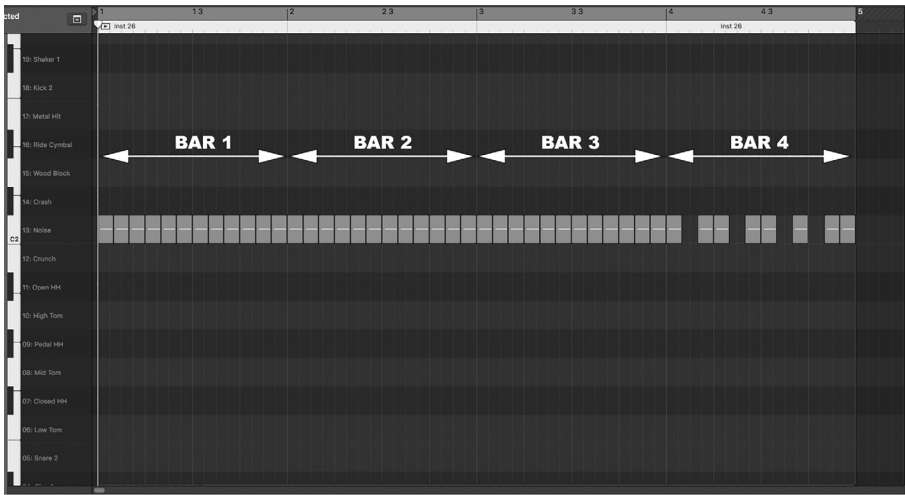 cted
1 1 3 2 2 3 3 3 3 4 4 3 5
Inst 26 Inst 26
19: Shaker 1
18: Kick 2
17: Metal Hit
BAR 1 BAR 2 BAR 3 BAR 4
16: Ride Cymbal
15: Wood Block
14: Crash
13: Noise
C2
12: Crunch
11: Open HH
10: High Tom
09: Pedal HH
08: Mid Tom
07: Closed HH
06: Low Tom
05: Snare 2